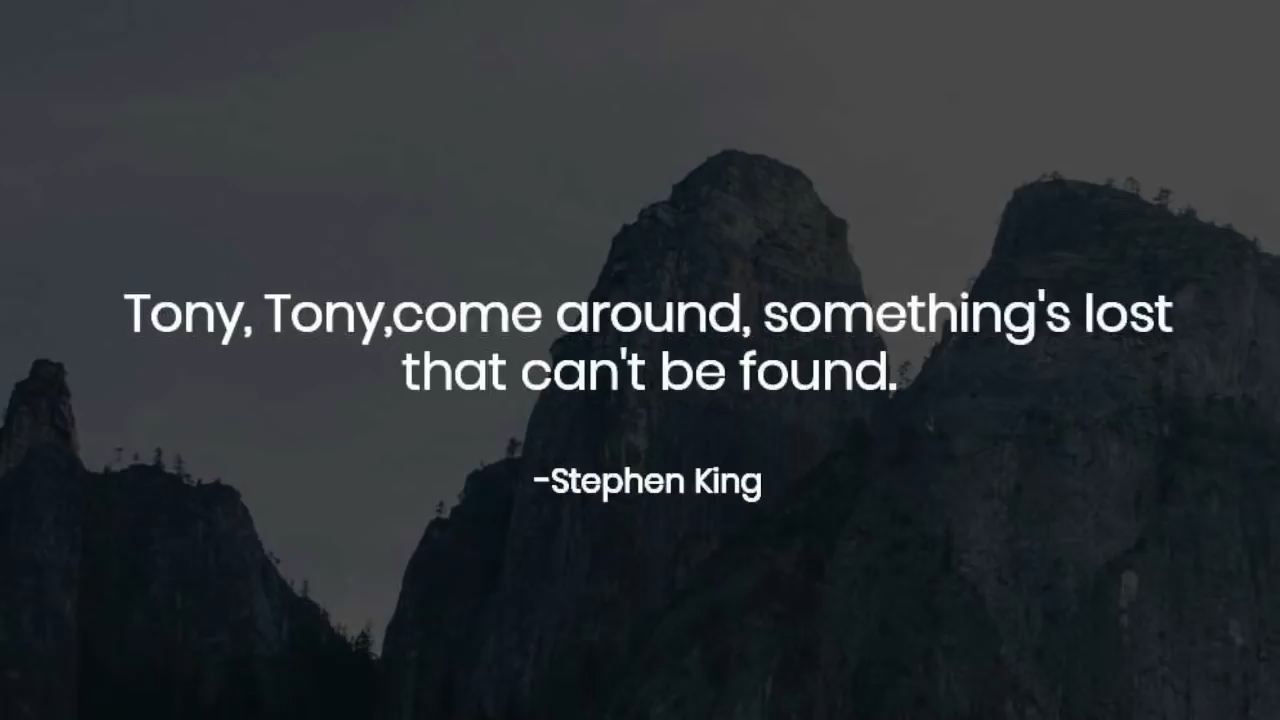 Tony, Tony,come around, something's lost
that can't be found.
-Stephen King